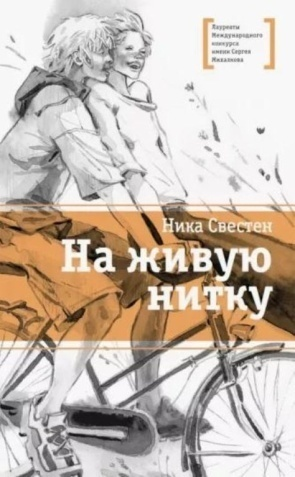 Лауреаты
Международного
конкурса
имени Сергея
Михалкова
Ника Свестен
На живую
нитку